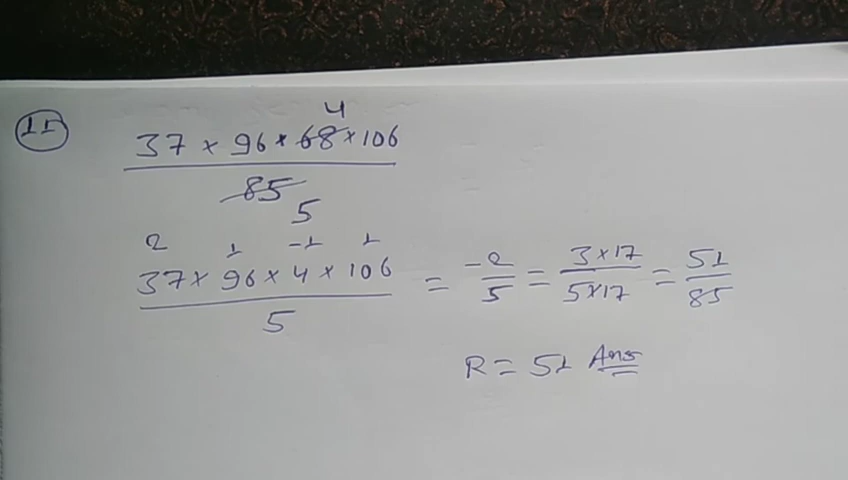 11
4
37 × 96 × 68 × 106
85
5
2 1 -1 1
37 × 96 × 4 × 106 = -2 = 3 × 17 = 51
5 5 5×17 85
R = 51 Ans